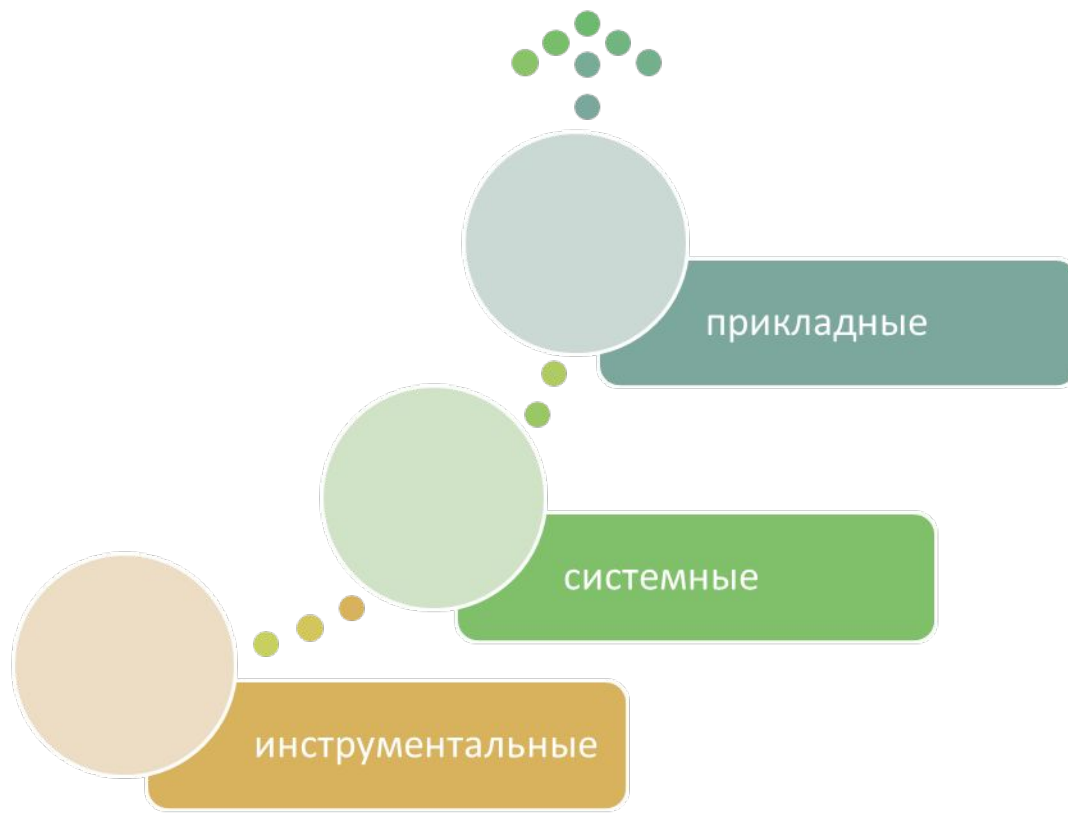 прикладные
системные
инструментальные